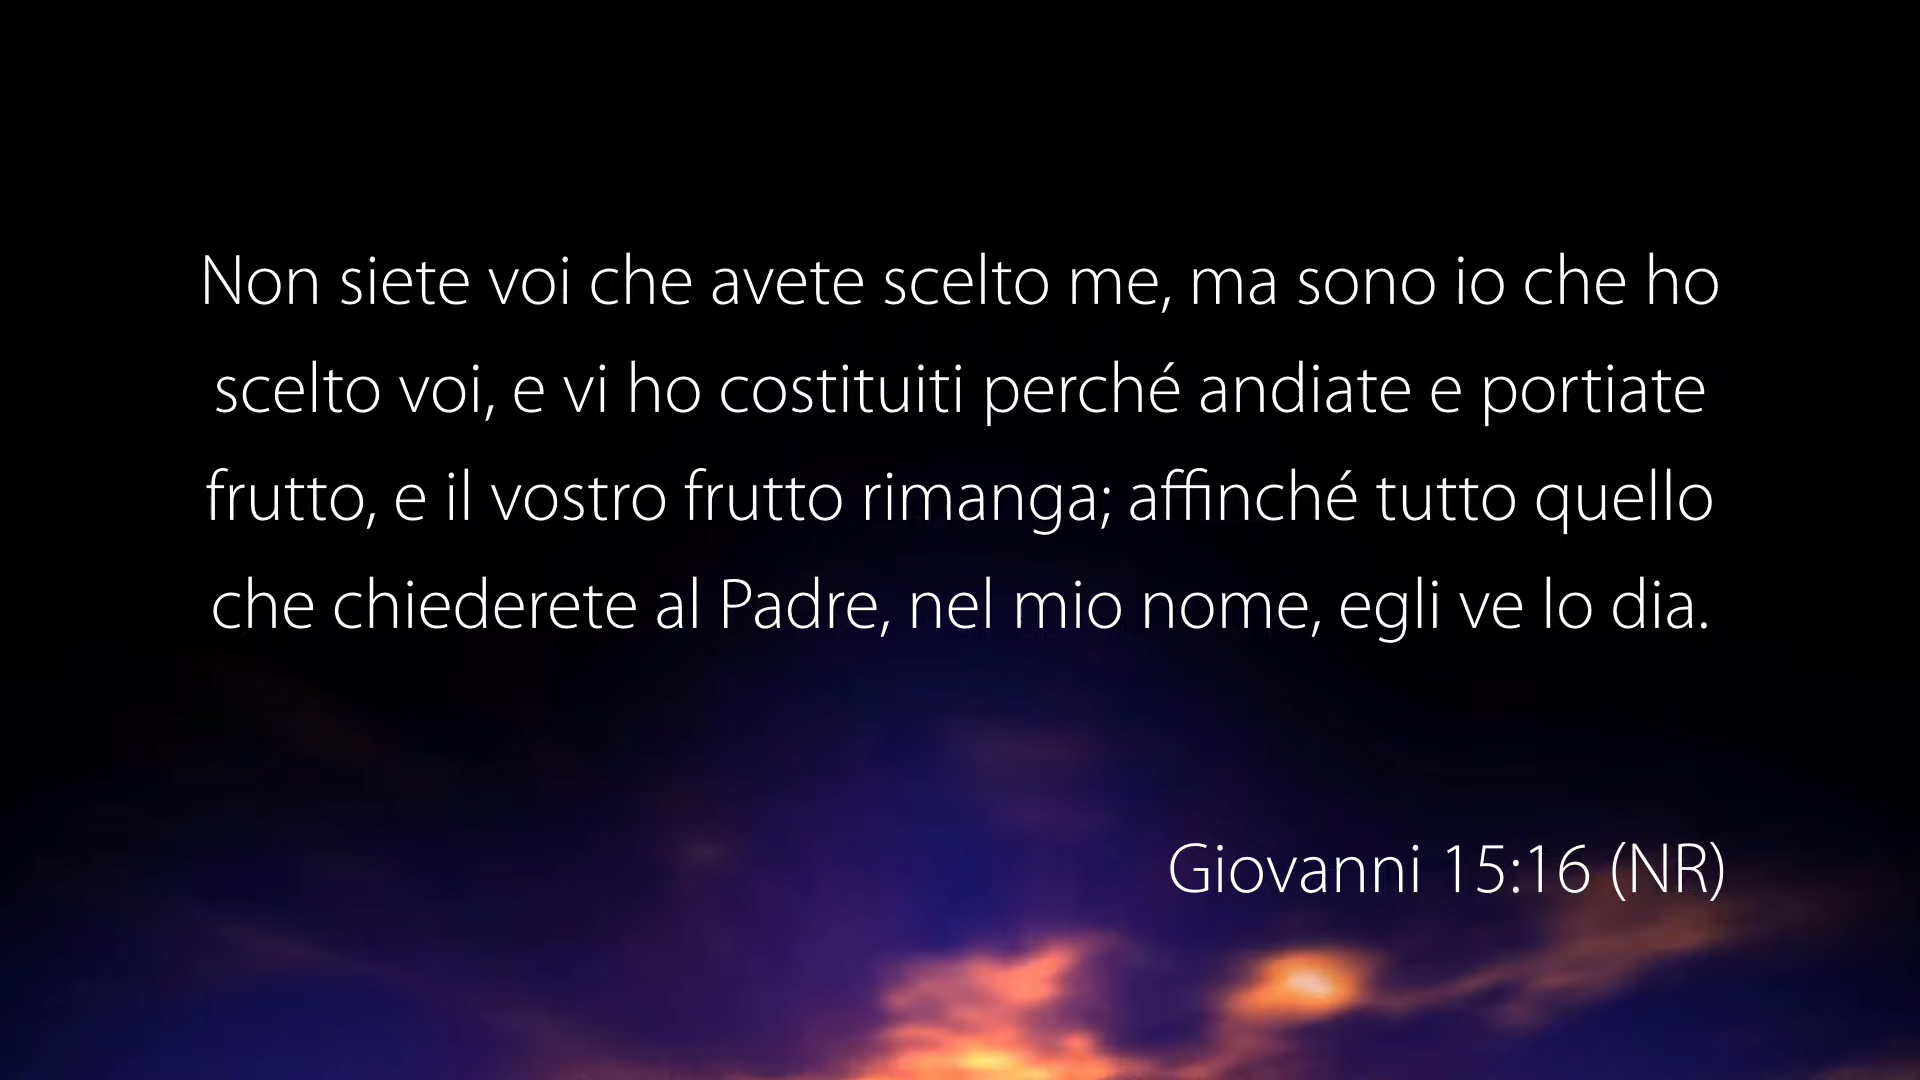 Non siete voi che avete scelto me, ma sono io che ho
scelto voi, e vi ho costituiti perché andiate e portiate
frutto, e il vostro frutto rimanga; affinché tutto quello
che chiederete al Padre, nel mio nome, egli ve lo dia.
Giovanni 15:16 (NR)